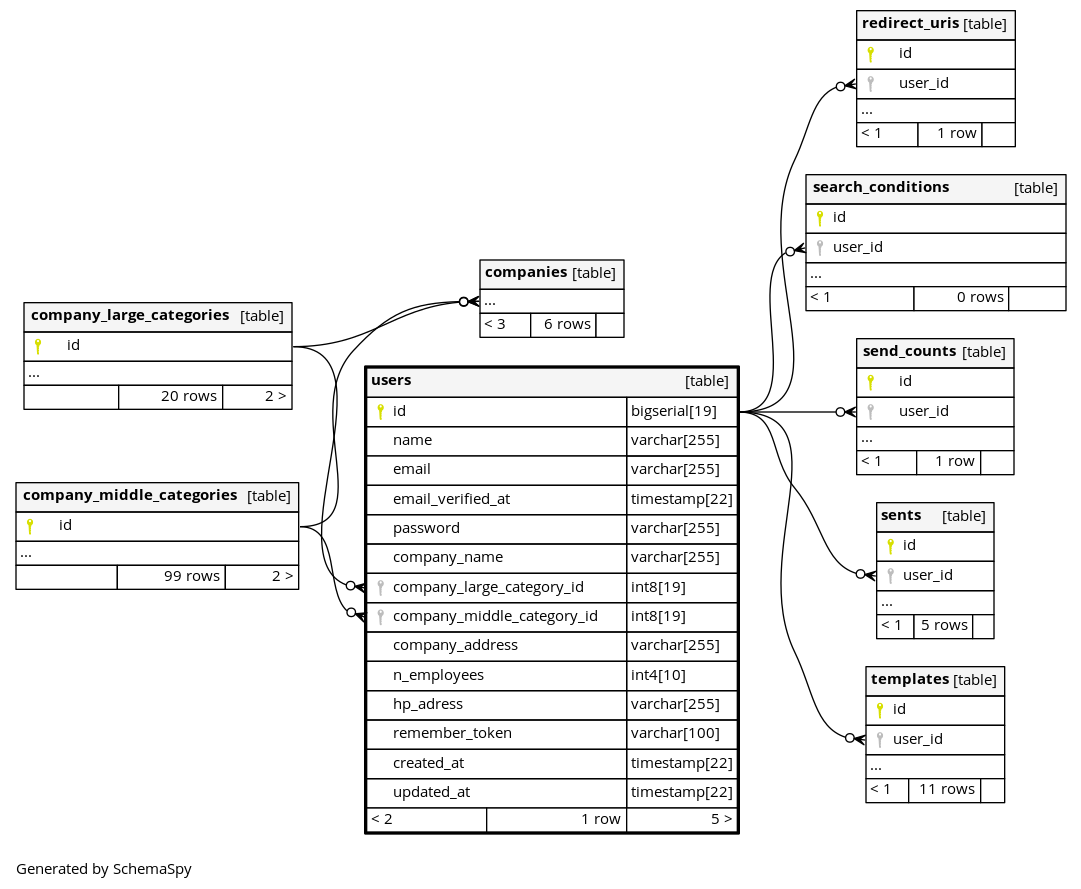 redirect_uris [table]
id
user_id
...
< 1 1 row
search_conditions [table]
id
user_id
...
< 1 0 rows
companies [table]
...
< 3 6 rows
company_large_categories [table]
id
...
20 rows 2 >
send_counts [table]
id
user_id
...
< 1 1 row
users [table]
id bigserial[19]
name varchar[255]
email varchar[255]
email_verified_at timestamp[22]
password varchar[255]
company_name varchar[255]
company_large_category_id int8[19]
company_middle_category_id int8[19]
company_address varchar[255]
n_employees int4[10]
hp_adress varchar[255]
remember_token varchar[100]
created_at timestamp[22]
updated_at timestamp[22]
< 2 1 row 5 >
company_middle_categories [table]
id
...
99 rows 2 >
sents [table]
id
user_id
...
< 1 5 rows
templates [table]
id
user_id
...
< 1 11 rows
Generated by SchemaSpy